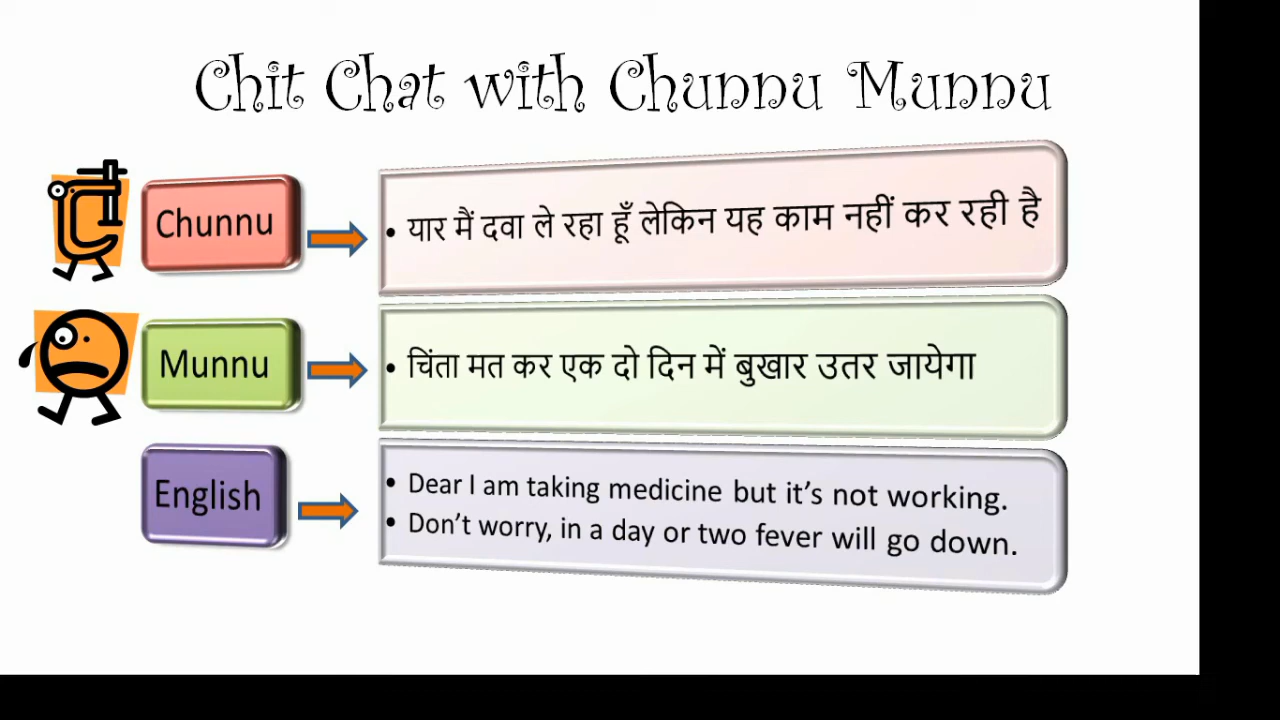 Chit Chat with Chunnu Munnu
Chunnu
• यार मैं दवा ले रहा हूँ लेकिन यह काम नहीं कर रही है
Munnu
• चिंता मत कर एक दो दिन में बुखार उतर जायेगा
English
• Dear I am taking medicine but it's not working.
• Don't worry, in a day or two fever will go down.